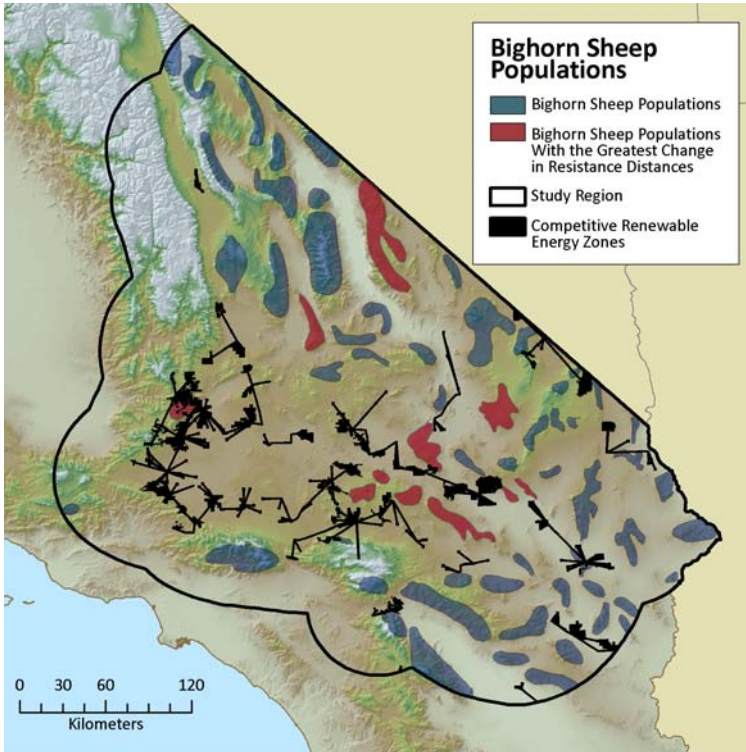 Bighorn Sheep
Populations
Bighorn Sheep Populations
Bighorn Sheep Populations
With the Greatest Change
in Resistance Distances
Study Region
Competitive Renewable
Energy Zones
0 30 60 120
Kilometers